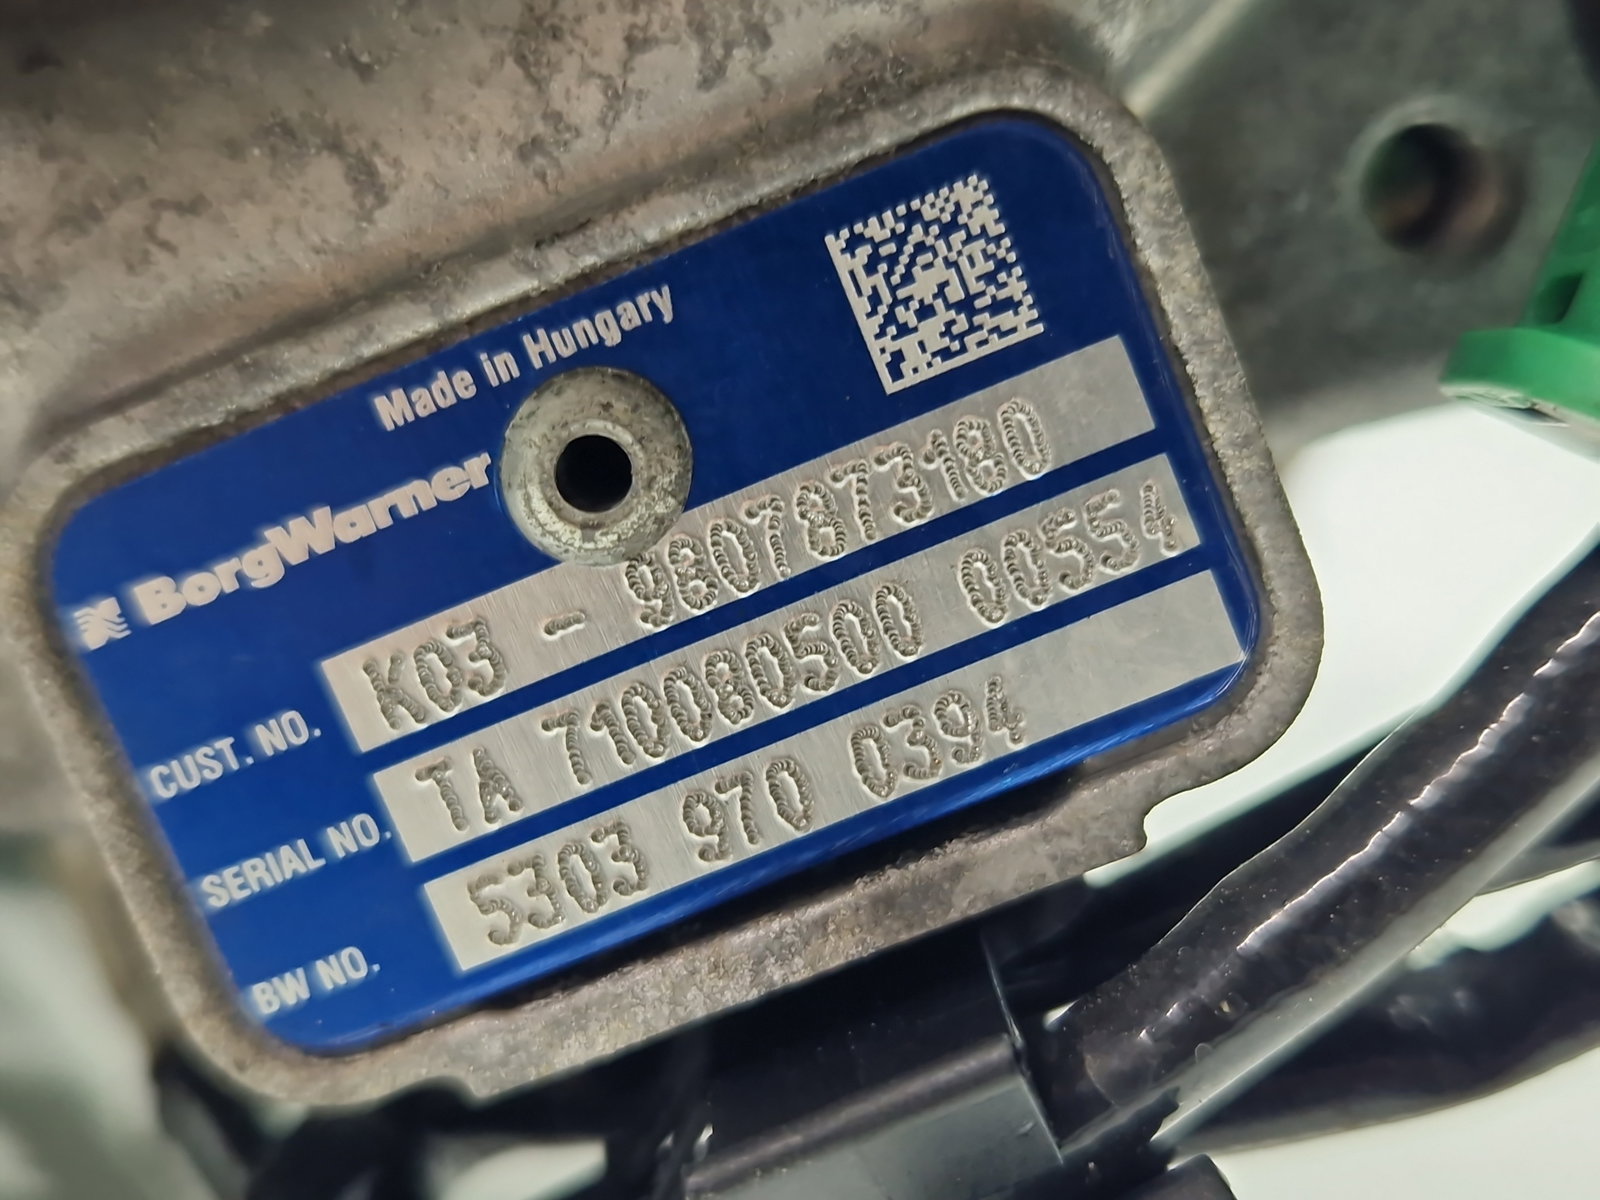 Made in Hungary
BorgWarner
CUST. NO. K03 - 9807873180
SERIAL NO. TA 710080500 00554
BW NO. 5303 970 0394